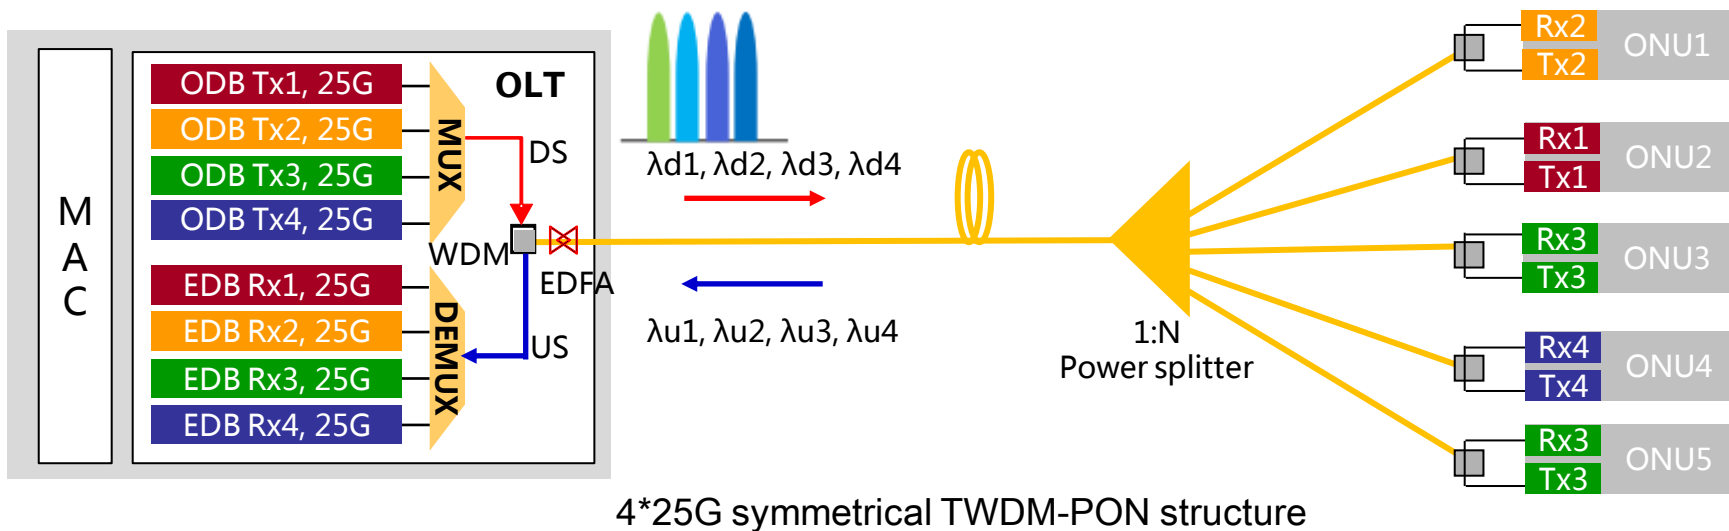 M
A
C
ODB Tx1, 25G
ODB Tx2, 25G
ODB Tx3, 25G
ODB Tx4, 25G
MUX
OLT
DS
WDM
EDFA
EDB Rx1, 25G
EDB Rx2, 25G
EDB Rx3, 25G
EDB Rx4, 25G
DEMUX
US
λd1, λd2, λd3, λd4
λu1, λu2, λu3, λu4
1:N
Power splitter
Rx2
Tx2
ONU1
Rx1
Tx1
ONU2
Rx3
Tx3
ONU3
Rx4
Tx4
ONU4
Rx3
Tx3
ONU5
4*25G symmetrical TWDM-PON structure